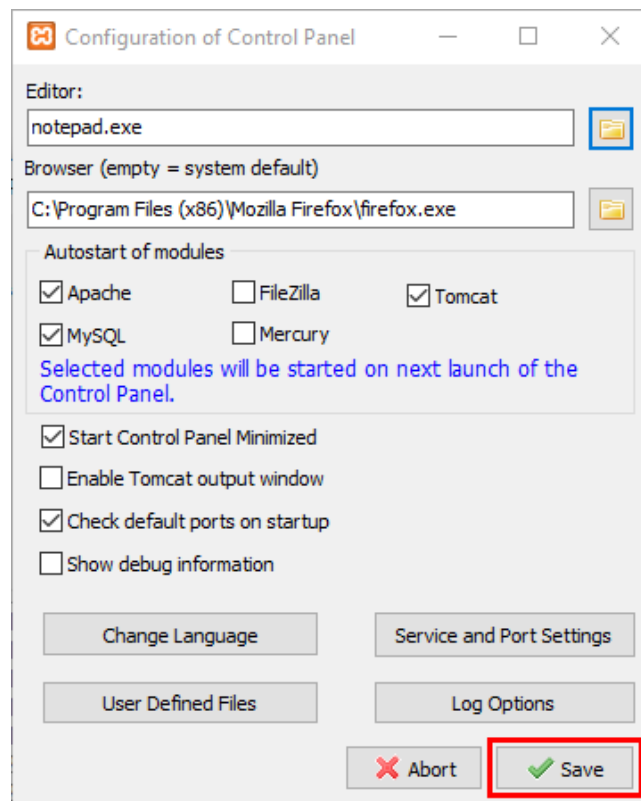 Configuration of Control Panel
Editor:
notepad.exe
Browser (empty = system default)
C:\Program Files (x86)\Mozilla Firefox\firefox.exe
Autostart of modules
Apache FileZilla Tomcat
MySQL Mercury
Selected modules will be started on next launch of the
Control Panel.
Start Control Panel Minimized
Enable Tomcat output window
Check default ports on startup
Show debug information
Change Language Service and Port Settings
User Defined Files Log Options
Abort Save